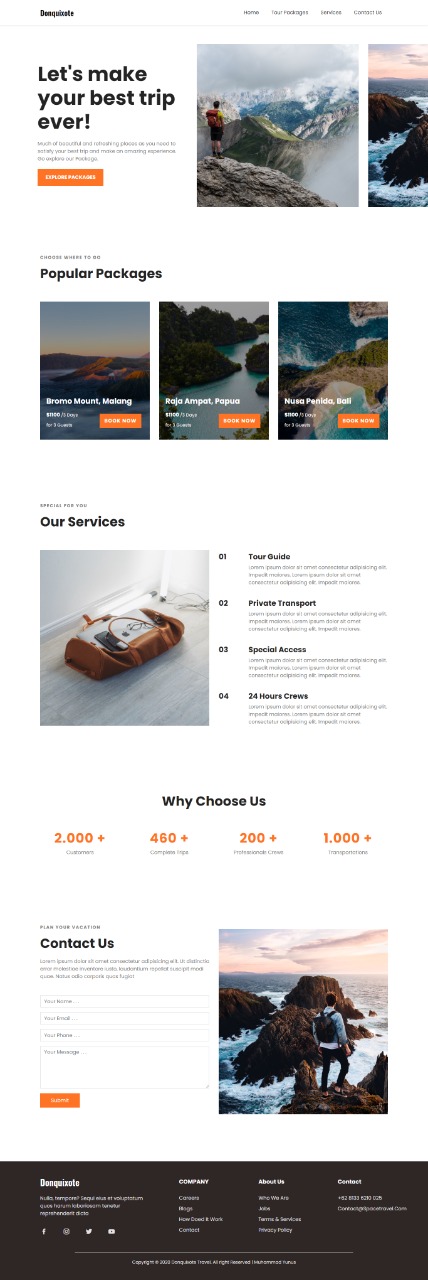 Donquixote
Home Tour Packages Services Contact Us
Let's make
your best trip
ever!
Much of beautiful and refreshing places as you need to
satisfy your best trip and make an amazing experience.
Go explore our Package.
EXPLORE PACKAGES
CHOOSE WHERE TO GO
Popular Packages
Bromo Mount, Malang
$1100 /3 Days
for 3 Guests
BOOK NOW
Raja Ampat, Papua
$1100 /3 Days
for 3 Guests
BOOK NOW
Nusa Penida, Bali
$1100 /3 Days
for 3 Guests
BOOK NOW
SPECIAL FOR YOU
Our Services
01 Tour Guide
Lorem ipsum dolor sit amet consectetur adipisicing elit.
Impedit maiores. Lorem ipsum dolor sit amet
consectetur adipisicing elit. Impedit maiores.
02 Private Transport
Lorem ipsum dolor sit amet consectetur adipisicing elit.
Impedit maiores. Lorem ipsum dolor sit amet
consectetur adipisicing elit. Impedit maiores.
03 Special Access
Lorem ipsum dolor sit amet consectetur adipisicing elit.
Impedit maiores. Lorem ipsum dolor sit amet
consectetur adipisicing elit. Impedit maiores.
04 24 Hours Crews
Lorem ipsum dolor sit amet consectetur adipisicing elit.
Impedit maiores. Lorem ipsum dolor sit amet
consectetur adipisicing elit. Impedit maiores.
Why Choose Us
2.000 + 460 + 200 + 1.000 +
Customers Complete Trips Professionals Crews Transportations
PLAN YOUR VACATION
Contact Us
Lorem ipsum dolor sit amet consectetur adipisicing elit. Ut distinctio
error molestiae inventore iusto, laudantium repellat suscipit modi
quae. Natus odio corporis quos fugiat
Your Name . . .
Your Email . . .
Your Phone . . .
Your Message . . .
Submit
Donquixote
Nulla, tempore? Sequi eius et voluptatum
quos harum laboriosam tenetur
reprehenderit dicta
COMPANY
Careers
Blogs
How Doed It Work
Contact
About Us
Who We Are
Jobs
Terms & Services
Privacy Policy
Contact
+62 8133 6210 025
Contact@SpaceTravel.Com
Copyright © 2023 Donquixote Travel. All right Reserved | Muhammad Yunus